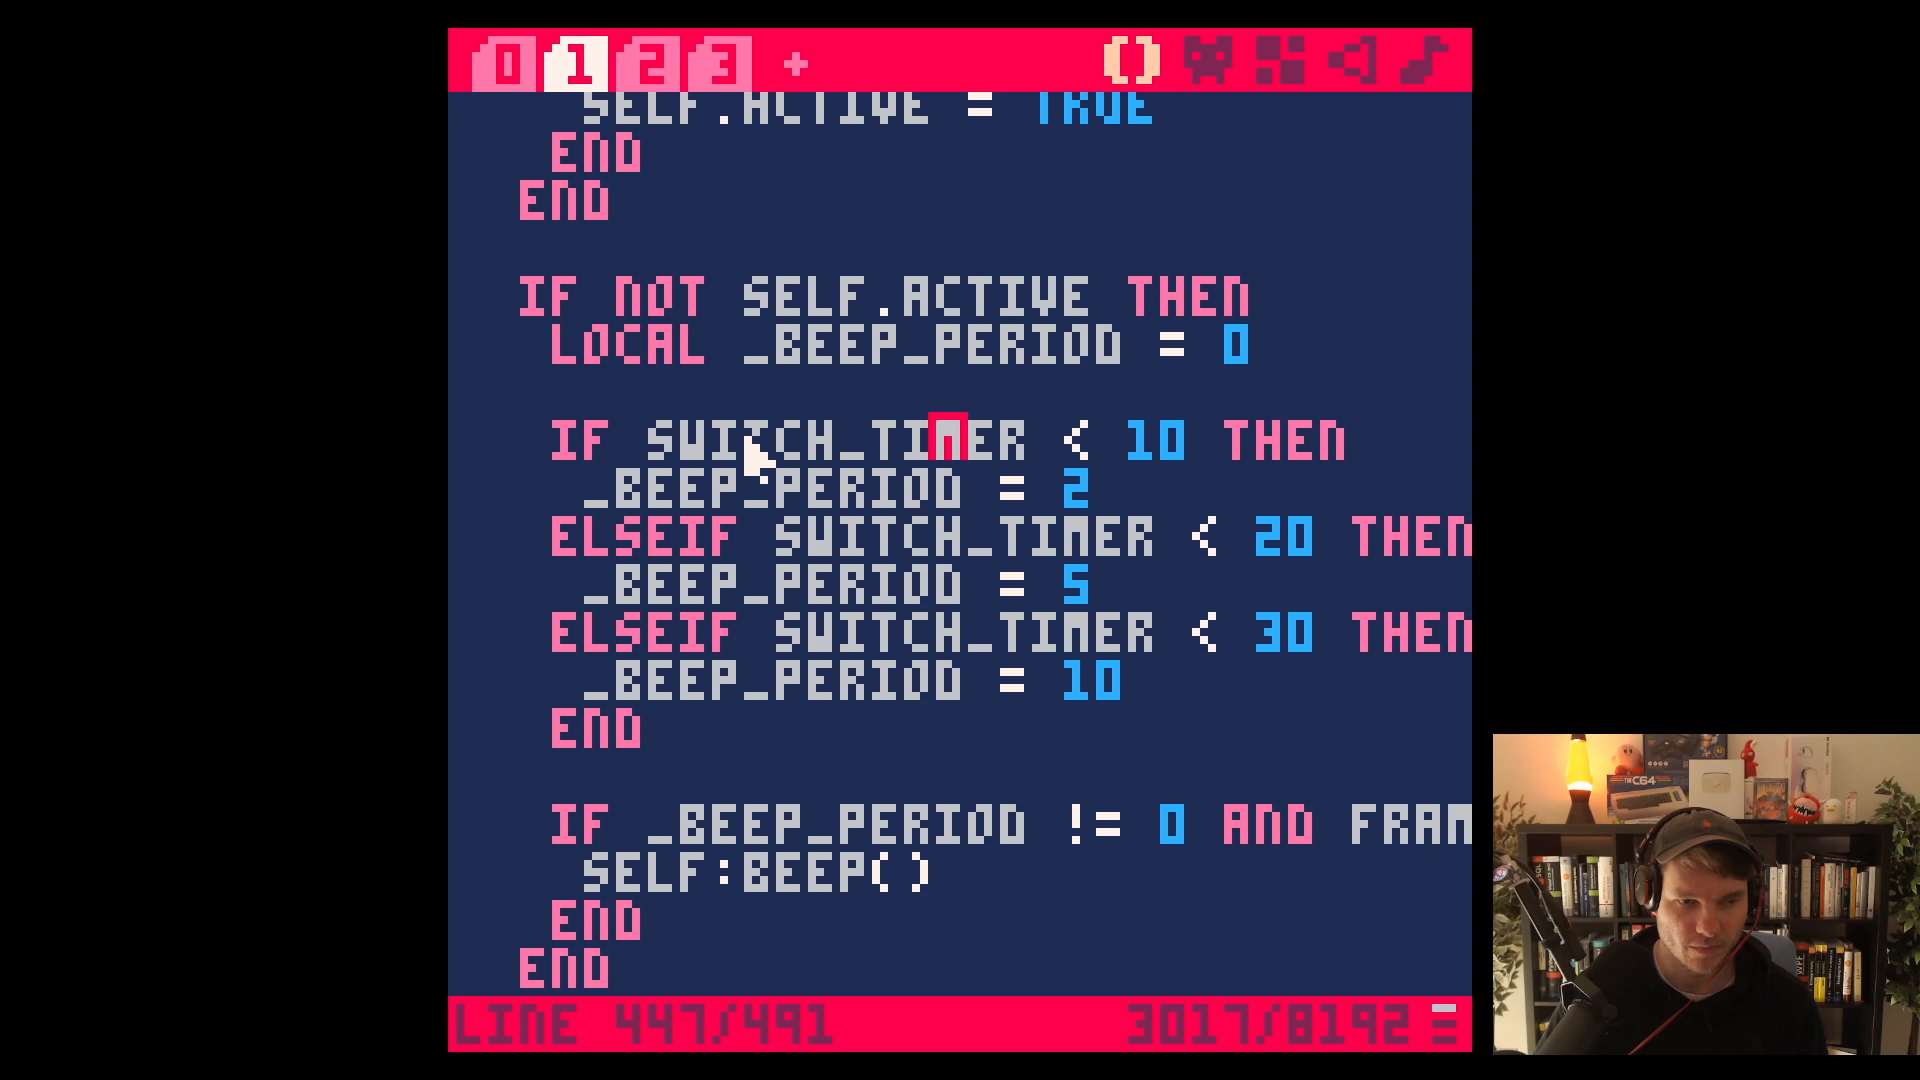 0 1 2 3 +
SELF.ACTIVE = TRUE
END
END
IF NOT SELF.ACTIVE THEN
LOCAL _BEEP_PERIOD = 0
IF SWITCH_TIMER < 10 THEN
_BEEP_PERIOD = 2
ELSEIF SWITCH_TIMER < 20 THEN
_BEEP_PERIOD = 5
ELSEIF SWITCH_TIMER < 30 THEN
_BEEP_PERIOD = 10
END
IF _BEEP_PERIOD != 0 AND FRAM
SELF:BEEP()
END
END
LINE 447/491 3017/8192
THE C64